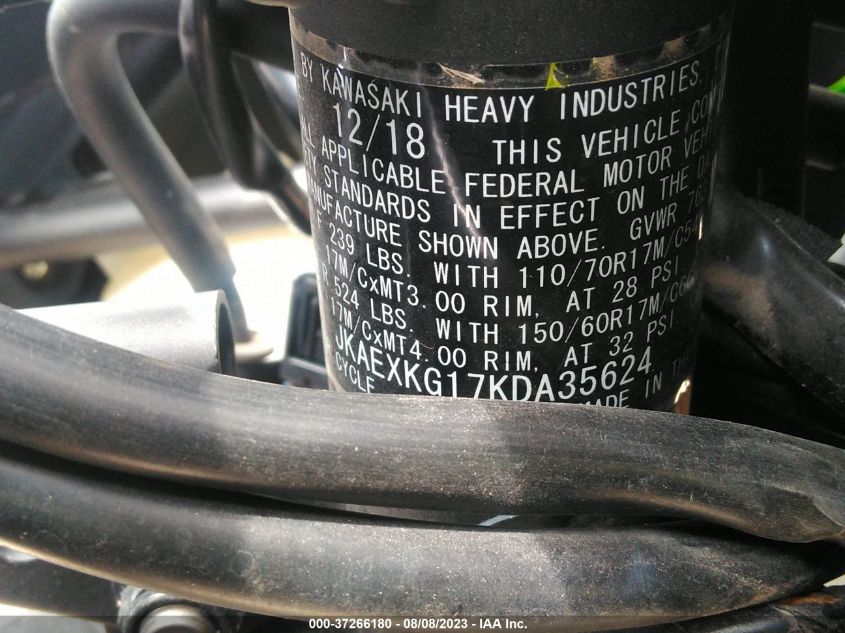 BY KAWASAKI HEAVY INDUSTRIES,
12/18 THIS VEHICLE
APPLICABLE FEDERAL MOTOR
STANDARDS IN EFFECT ON THE
SHOWN ABOVE. GVWR
239 LBS. WITH 110/70R17M/C
17M/CxMT3.00 RIM, AT 28 PSI
524 LBS. WITH 150/60R17M/C
17M/CxMT4.00 RIM, AT 32 PSI
JKAEXKG17KDA35624
CYCLE MADE IN
000-37266180 - 08/08/2023 - IAA Inc.